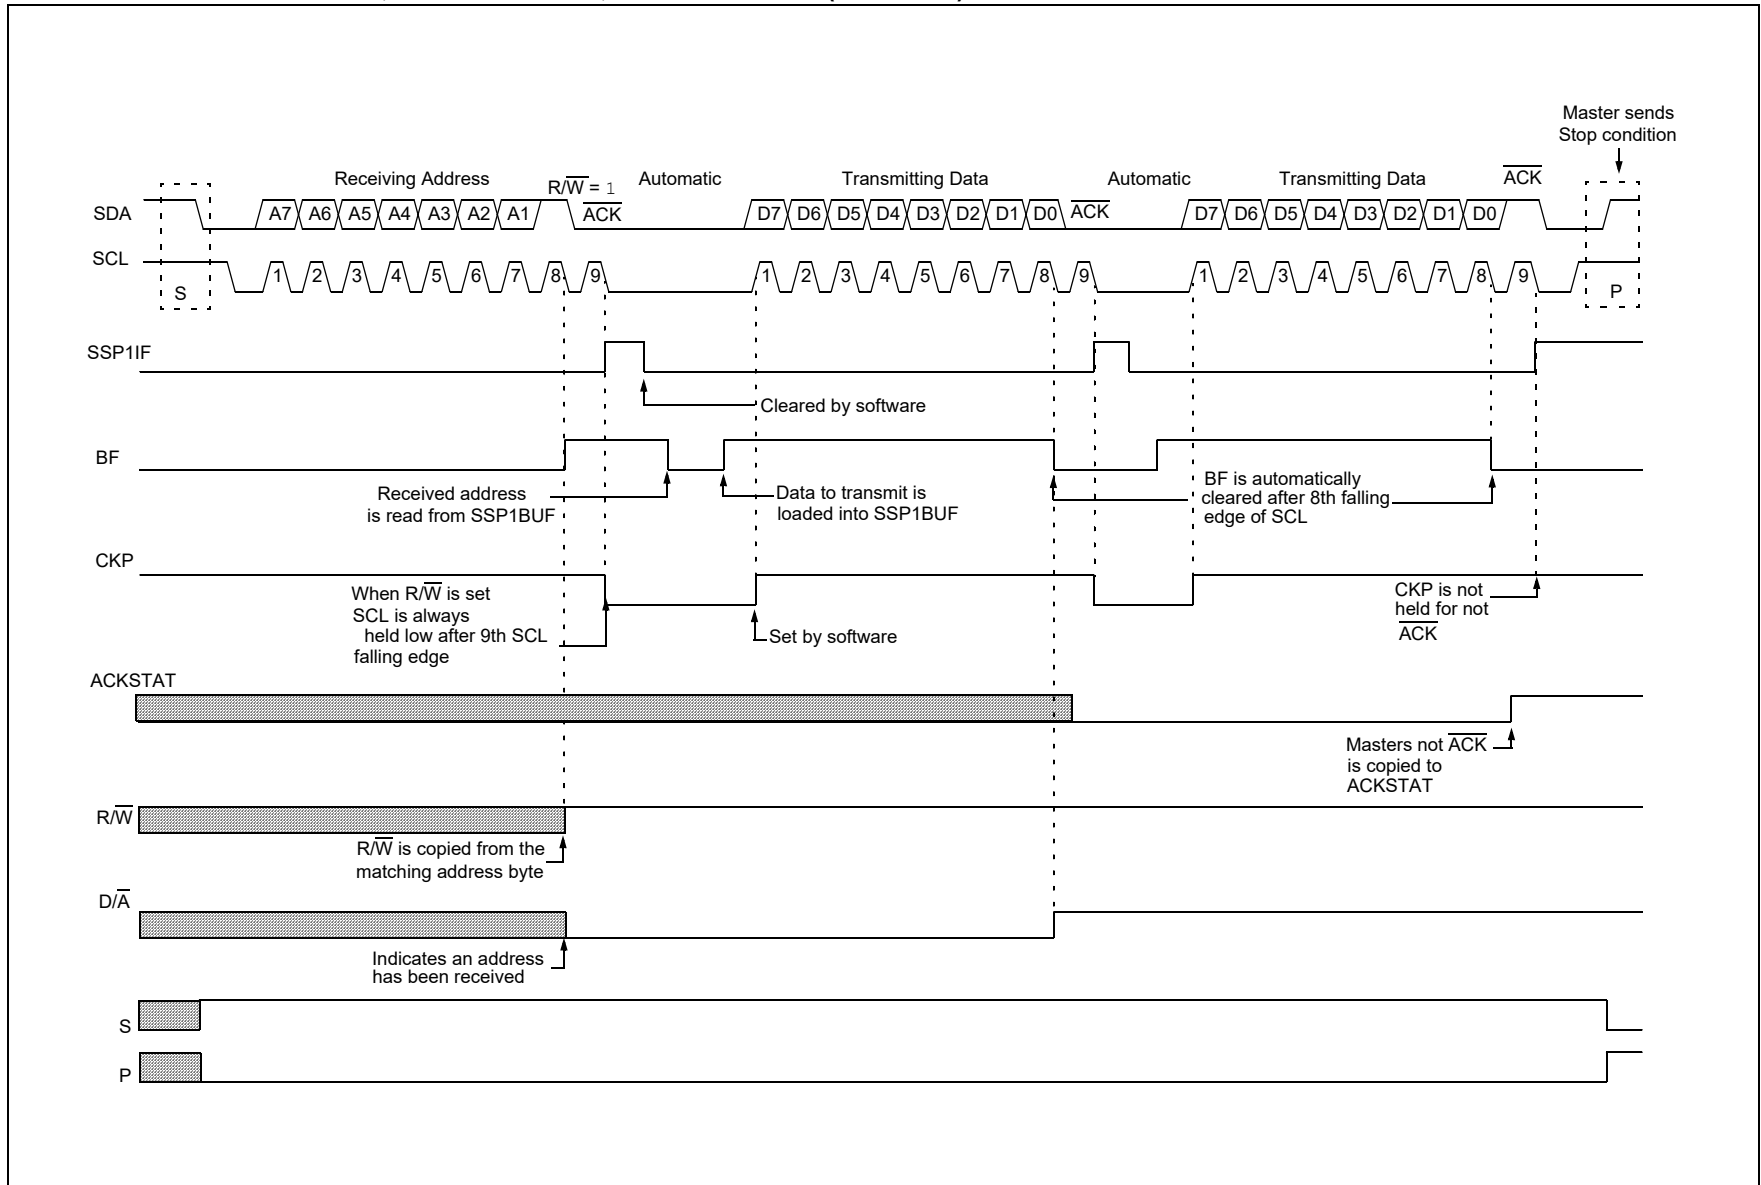 Master sends
Stop condition
Receiving Address
R/W̅ = 1
Automatic
Transmitting Data
Automatic
Transmitting Data
A̅C̅K̅
SDA
A7 A6 A5 A4 A3 A2 A1
A̅C̅K̅
D7 D6 D5 D4 D3 D2 D1 D0
A̅C̅K̅
D7 D6 D5 D4 D3 D2 D1 D0
SCL
1 2 3 4 5 6 7 8 9
1 2 3 4 5 6 7 8 9
1 2 3 4 5 6 7 8 9
S
P
SSP1IF
Cleared by software
BF
Received address
is read from SSP1BUF
Data to transmit is
loaded into SSP1BUF
BF is automatically
cleared after 8th falling
edge of SCL
CKP
When R/W̅ is set
SCL is always
held low after 9th SCL
falling edge
Set by software
CKP is not
held for not
A̅C̅K̅
ACKSTAT
Masters not A̅C̅K̅
is copied to
ACKSTAT
R/W̅
R/W̅ is copied from the
matching address byte
D/A̅
Indicates an address
has been received
S
P